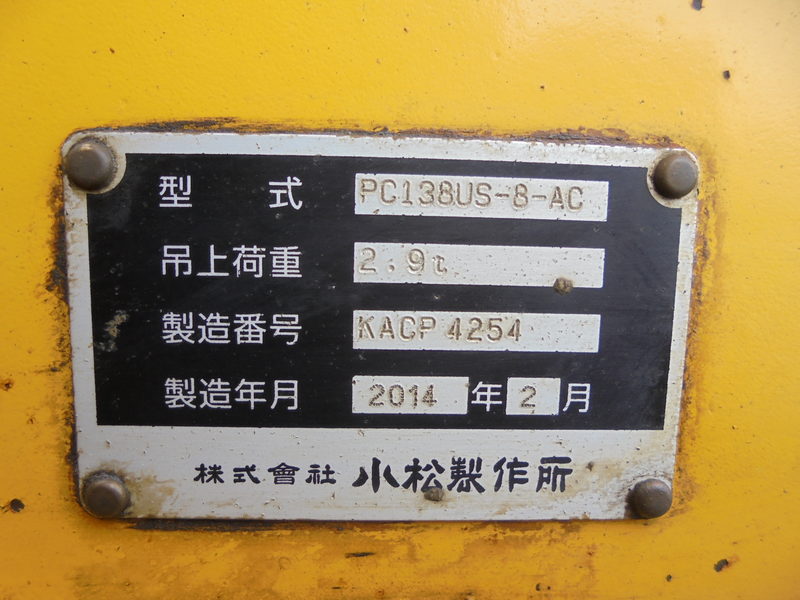 型 式 PC138US-8-AC
吊上荷重 2.9t
製造番号 KACP 4254
製造年月 2014 年 2 月
株式會社 小松製作所